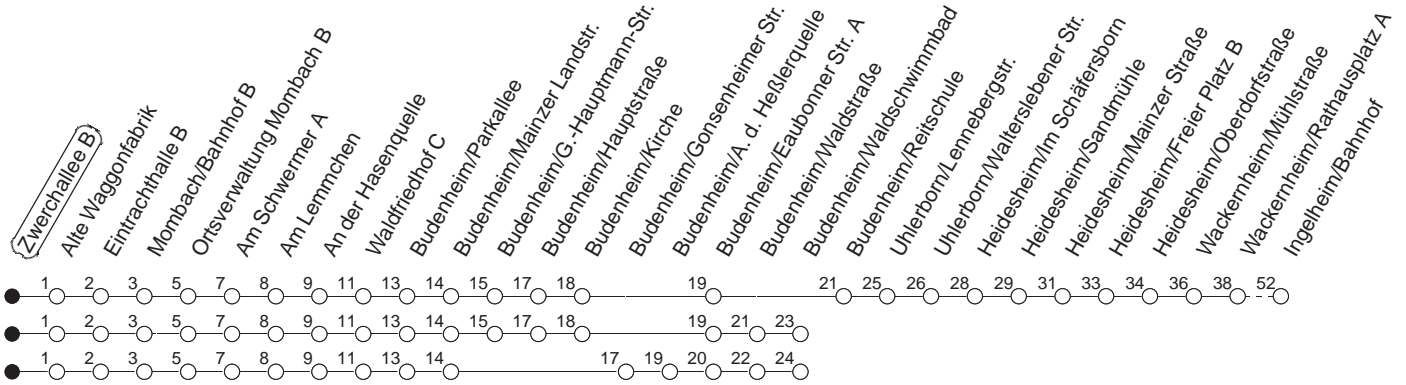 Zwerchallee B
Alte Waggonfabrik
Eintrachthalle B
Mombach/Bahnhof B
Ortsverwaltung Mombach B
Am Schwermer A
Am Lemmchen
An der Hasenquelle
Waldfriedhof C
Budenheim/Parkallee
Budenheim/Mainzer Landstr.
Budenheim/G.-Hauptmann-Str.
Budenheim/Hauptstraße
Budenheim/Kirche
Budenheim/Gonsenheimer Str.
Budenheim/A. d. Heßlerquelle
Budenheim/Eaubonner Str. A
Budenheim/Waldstraße
Budenheim/Waldschwimmbad
Budenheim/Reitschule
Uhlerborn/Lennebergstr.
Uhlerborn/Walterslebener Str.
Heidesheim/Im Schäfersborn
Heidesheim/Sandmühle
Heidesheim/Mainzer Straße
Heidesheim/Freier Platz B
Heidesheim/Oberdorfstraße
Wackernheim/Mühlstraße
Wackernheim/Rathausplatz A
Ingelheim/Bahnhof
1 2 3 5 7 8 9 11 13 14 15 17 18 19 21 25 26 28 29 31 33 34 36 38 52
1 2 3 5 7 8 9 11 13 14 15 17 18 19 21 23
1 2 3 5 7 8 9 11 13 14 17 19 20 22 24